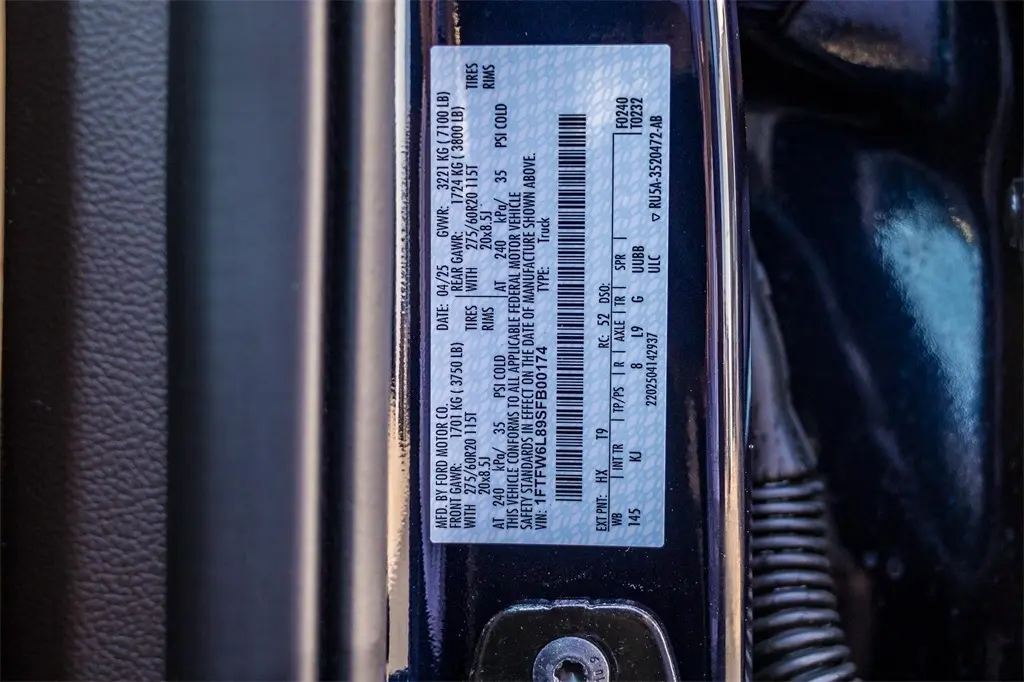 MFD. BY FORD MOTOR CO. DATE: 04/25 GVWR: 3221 KG ( 7100 LB)
FRONT GAWR: 1701 KG ( 3750 LB) REAR GAWR: 1724 KG ( 3800 LB)
WITH 275/60R20 115T TIRES WITH 275/60R20 115T TIRES
20x8.5J RIMS 20x8.5J RIMS
AT 240 kPa/ 35 PSI COLD AT 240 kPa/ 35 PSI COLD
THIS VEHICLE CONFORMS TO ALL APPLICABLE FEDERAL MOTOR VEHICLE
SAFETY STANDARDS IN EFFECT ON THE DATE OF MANUFACTURE SHOWN ABOVE.
VIN: 1FTFW6L89SFB00174 TYPE: Truck
EXT PNT: HX T9 RC: 52 DSO: F0240
WB INT TR TP/PS R AXLE TR SPR T0232
145 KJ 8 L9 G UUBB
2202504142937 ULC ▽ RU5A-3520472-AB